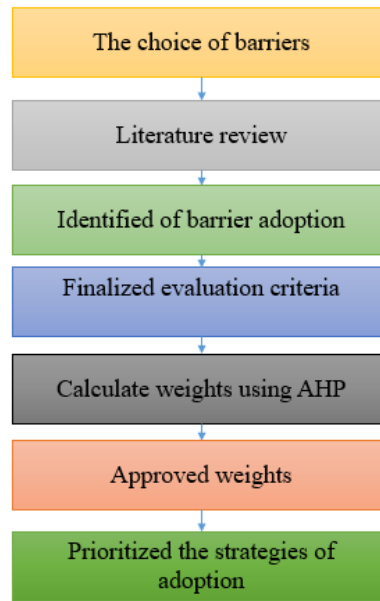 The choice of barriers
Literature review
Identified of barrier adoption
Finalized evaluation criteria
Calculate weights using AHP
Approved weights
Prioritized the strategies of
adoption